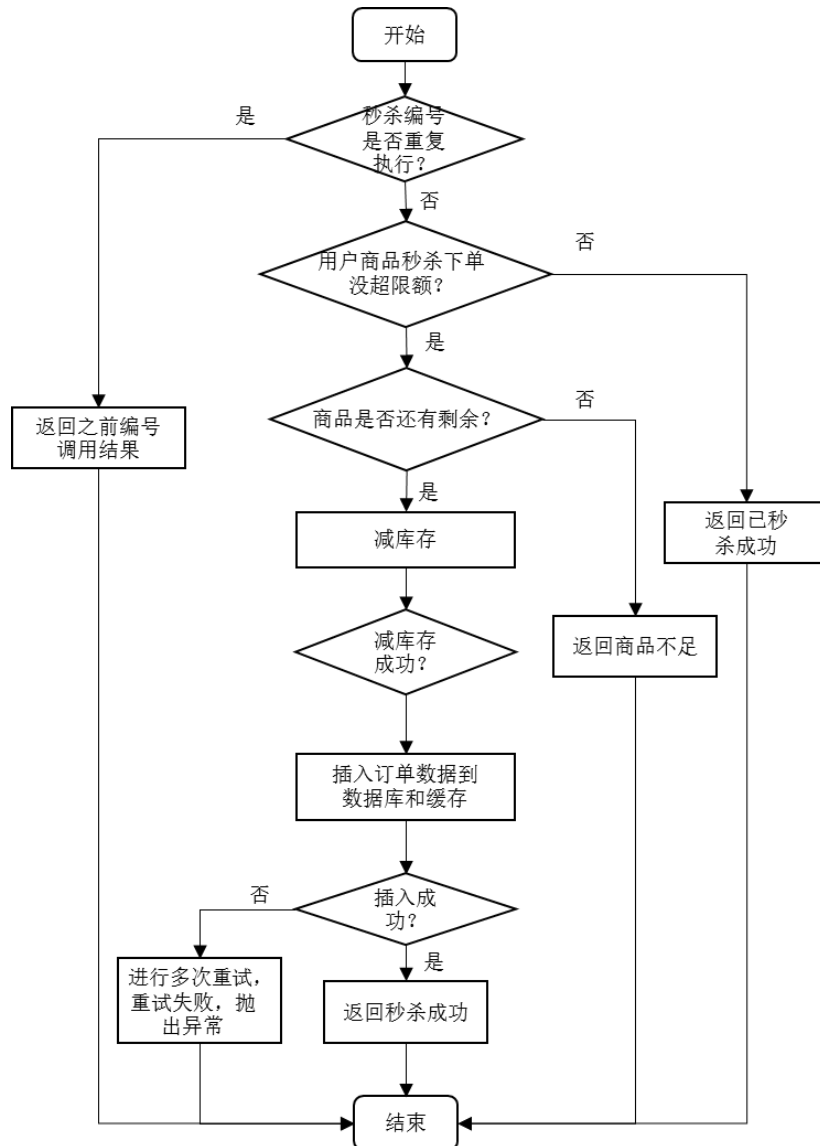 开始
是
秒杀编号
是否重复
执行？
否
用户商品秒杀下单
没超限额？
否
是
商品是否还有剩余？
否
返回之前编号
调用结果
是
减库存
返回已秒
杀成功
减库存
成功？
返回商品不足
插入订单数据到
数据库和缓存
否
插入成
功？
是
进行多次重试，
重试失败，抛
出异常
返回秒杀成功
结束